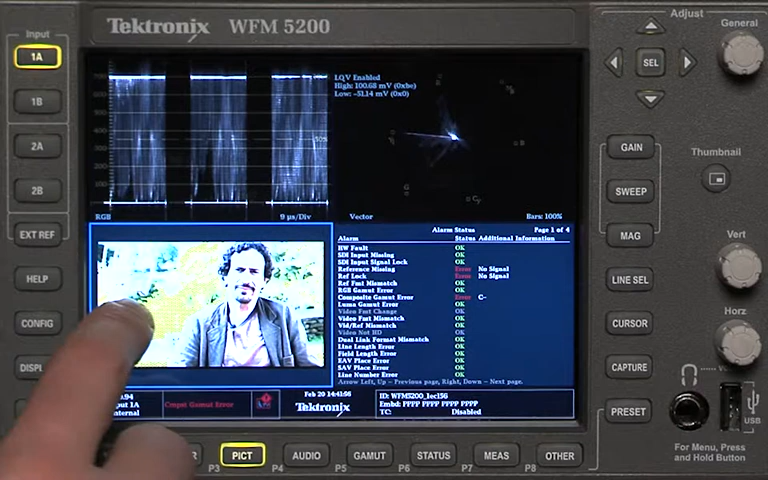 Tektronix WFM 5200
Input
1A
1B
2A
2B
EXT REF
HELP
CONFIG
LQV Enabled
High: 100.68 mV (0xbe)
Low: -51.14 mV (0x0)
RGB
9 µs/Div
Vector
Bars: 100%
Alarm Status
Page 1 of 4
Alarm Status Additional Information
HW Fault OK
SDI Input Missing OK
SDI Input Signal Lock OK
Reference Missing Error No Signal
Ref Lock Error No Signal
Ref Fmt Mismatch OK
RGB Gamut Error OK
Composite Gamut Error Error C-
Luma Gamut Error OK
Video Fmt Change OK
Video Fmt Mismatch OK
Vid/Ref Mismatch OK
Video Not HD OK
Dual Link Format Mismatch OK
Line Length Error OK
Field Length Error OK
EAV Place Error OK
SAV Place Error OK
Line Number Error OK
Arrow Left, Up - Previous page, Right, Down - Next page.
Cmpst Gamut Error
Feb 20 14:41:56
Tektronix
ID: WFM5200_1ec156
Embd: PPPP PPPP PPPP PPPP
TC: Disabled
P3
PICT
P4
AUDIO
P5
GAMUT
P6
STATUS
P7
MEAS
P8
OTHER
Adjust
General
SEL
GAIN
SWEEP
MAG
LINE SEL
CURSOR
CAPTURE
PRESET
Thumbnail
Vert
Horz
USB
For Menu, Press
and Hold Button